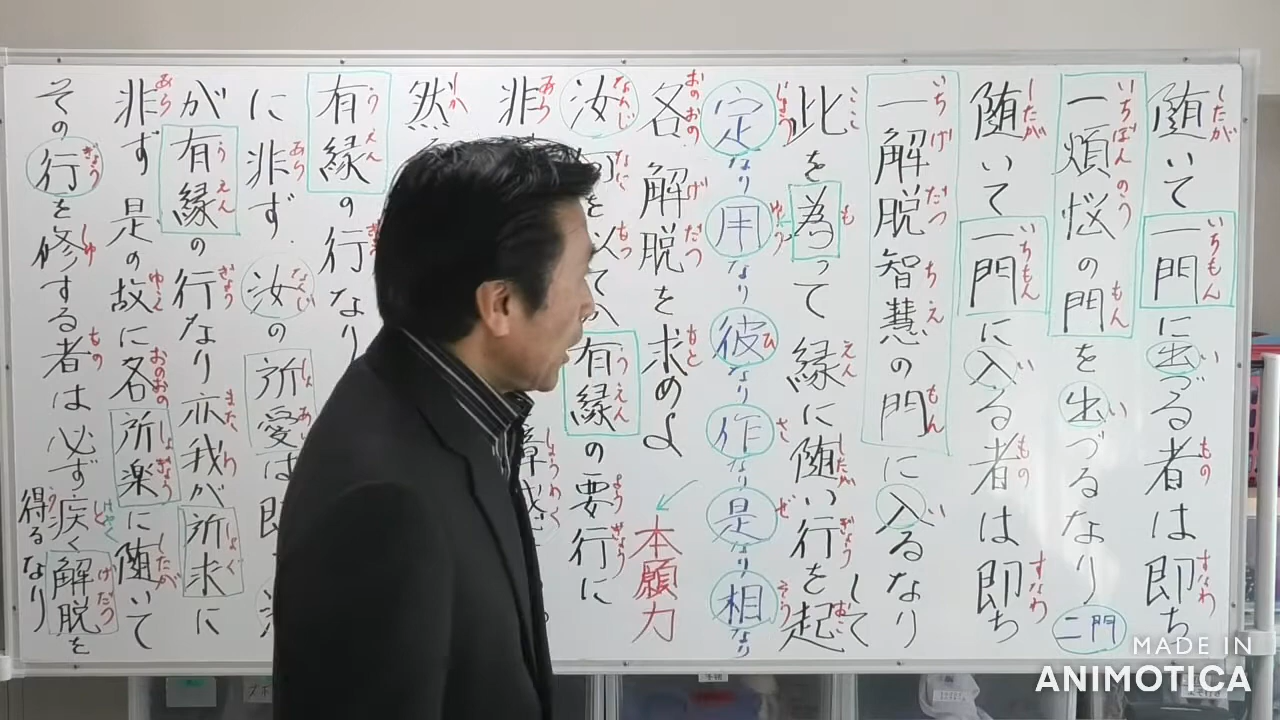 随いて一門に出づる者は即ち
一煩悩の門を出づるなり 二門
随いて一門に入る者は即ち
一解脱智慧の門に入るなり
此を為って縁に随い行を起して
定なり用なり彼なり作なり是なり相なり
各解脱を求めよ 本願力
汝何を以て有縁の要行に
非
然
有縁の行なり
に非ず汝の所愛は即
が有縁の行なり亦我が所求に
非ず是の故に各所楽に随いて
その行を修する者は必ず疾く解脱を
得るなり
MADE IN
ANIMOTICA